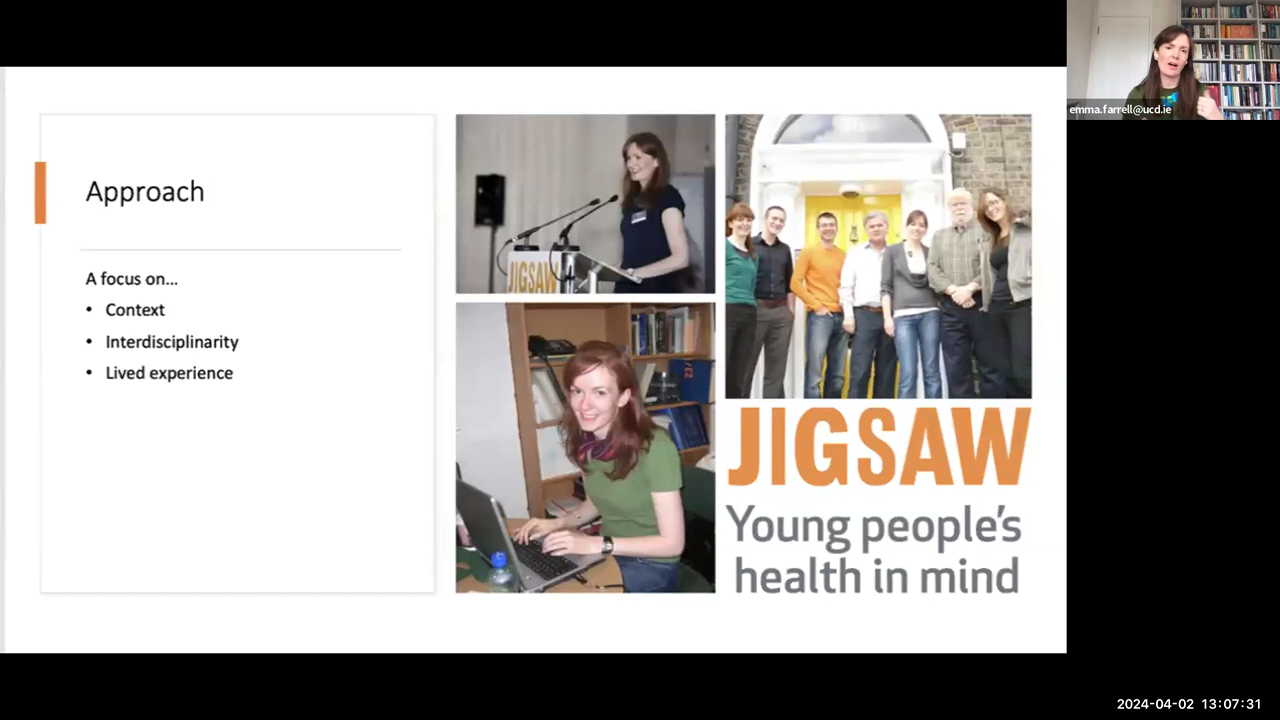 Approach
A focus on...
• Context
• Interdisciplinarity
• Lived experience
JIGSAW
JIGSAW
Young people's
health in mind
emma.farrell@ucd.ie
2024-04-02 13:07:31